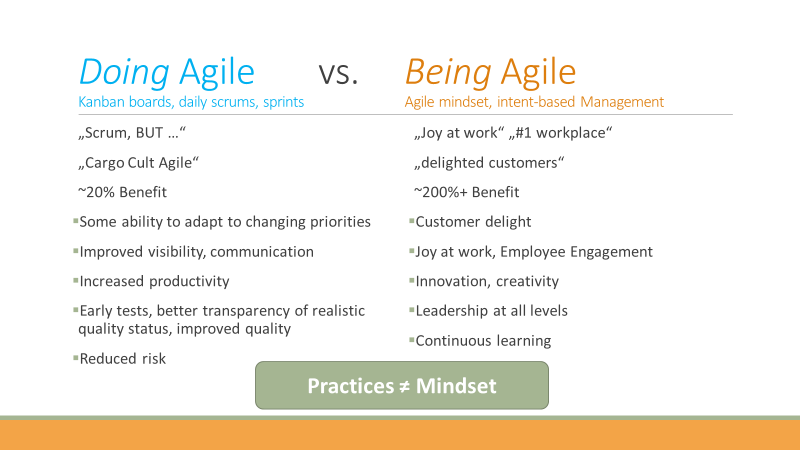 Doing Agile vs. Being Agile
Kanban boards, daily scrums, sprints
Agile mindset, intent-based Management
„Scrum, BUT …“
„Cargo Cult Agile“
~20% Benefit
▪Some ability to adapt to changing priorities
▪Improved visibility, communication
▪Increased productivity
▪Early tests, better transparency of realistic
quality status, improved quality
▪Reduced risk
„Joy at work“ „#1 workplace“
„delighted customers“
~200%+ Benefit
▪Customer delight
▪Joy at work, Employee Engagement
▪Innovation, creativity
▪Leadership at all levels
▪Continuous learning
Practices ≠ Mindset